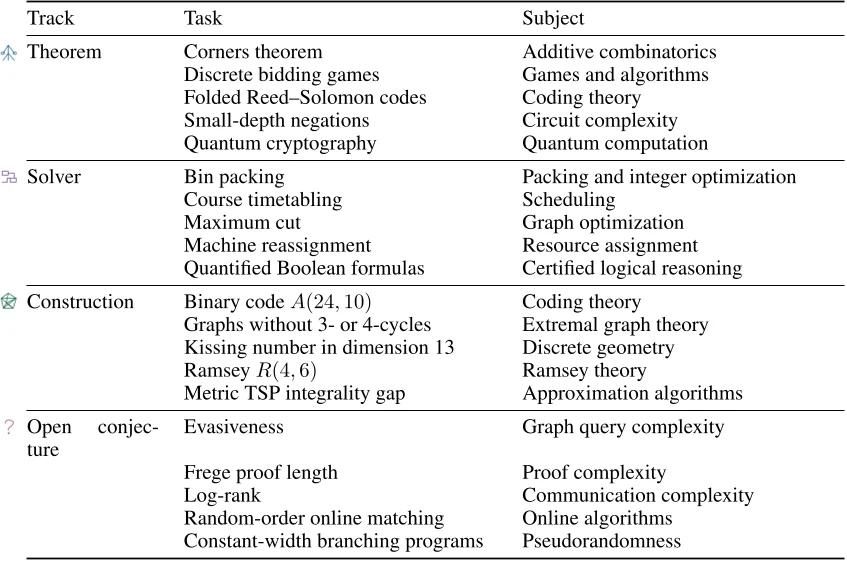 Track Task Subject
Theorem Corners theorem Additive combinatorics
Discrete bidding games Games and algorithms
Folded Reed–Solomon codes Coding theory
Small-depth negations Circuit complexity
Quantum cryptography Quantum computation
Solver Bin packing Packing and integer optimization
Course timetabling Scheduling
Maximum cut Graph optimization
Machine reassignment Resource assignment
Quantified Boolean formulas Certified logical reasoning
Construction Binary code A(24, 10) Coding theory
Graphs without 3- or 4-cycles Extremal graph theory
Kissing number in dimension 13 Discrete geometry
Ramsey R(4, 6) Ramsey theory
Metric TSP integrality gap Approximation algorithms
? Open conjec- Evasiveness Graph query complexity
ture
Frege proof length Proof complexity
Log-rank Communication complexity
Random-order online matching Online algorithms
Constant-width branching programs Pseudorandomness